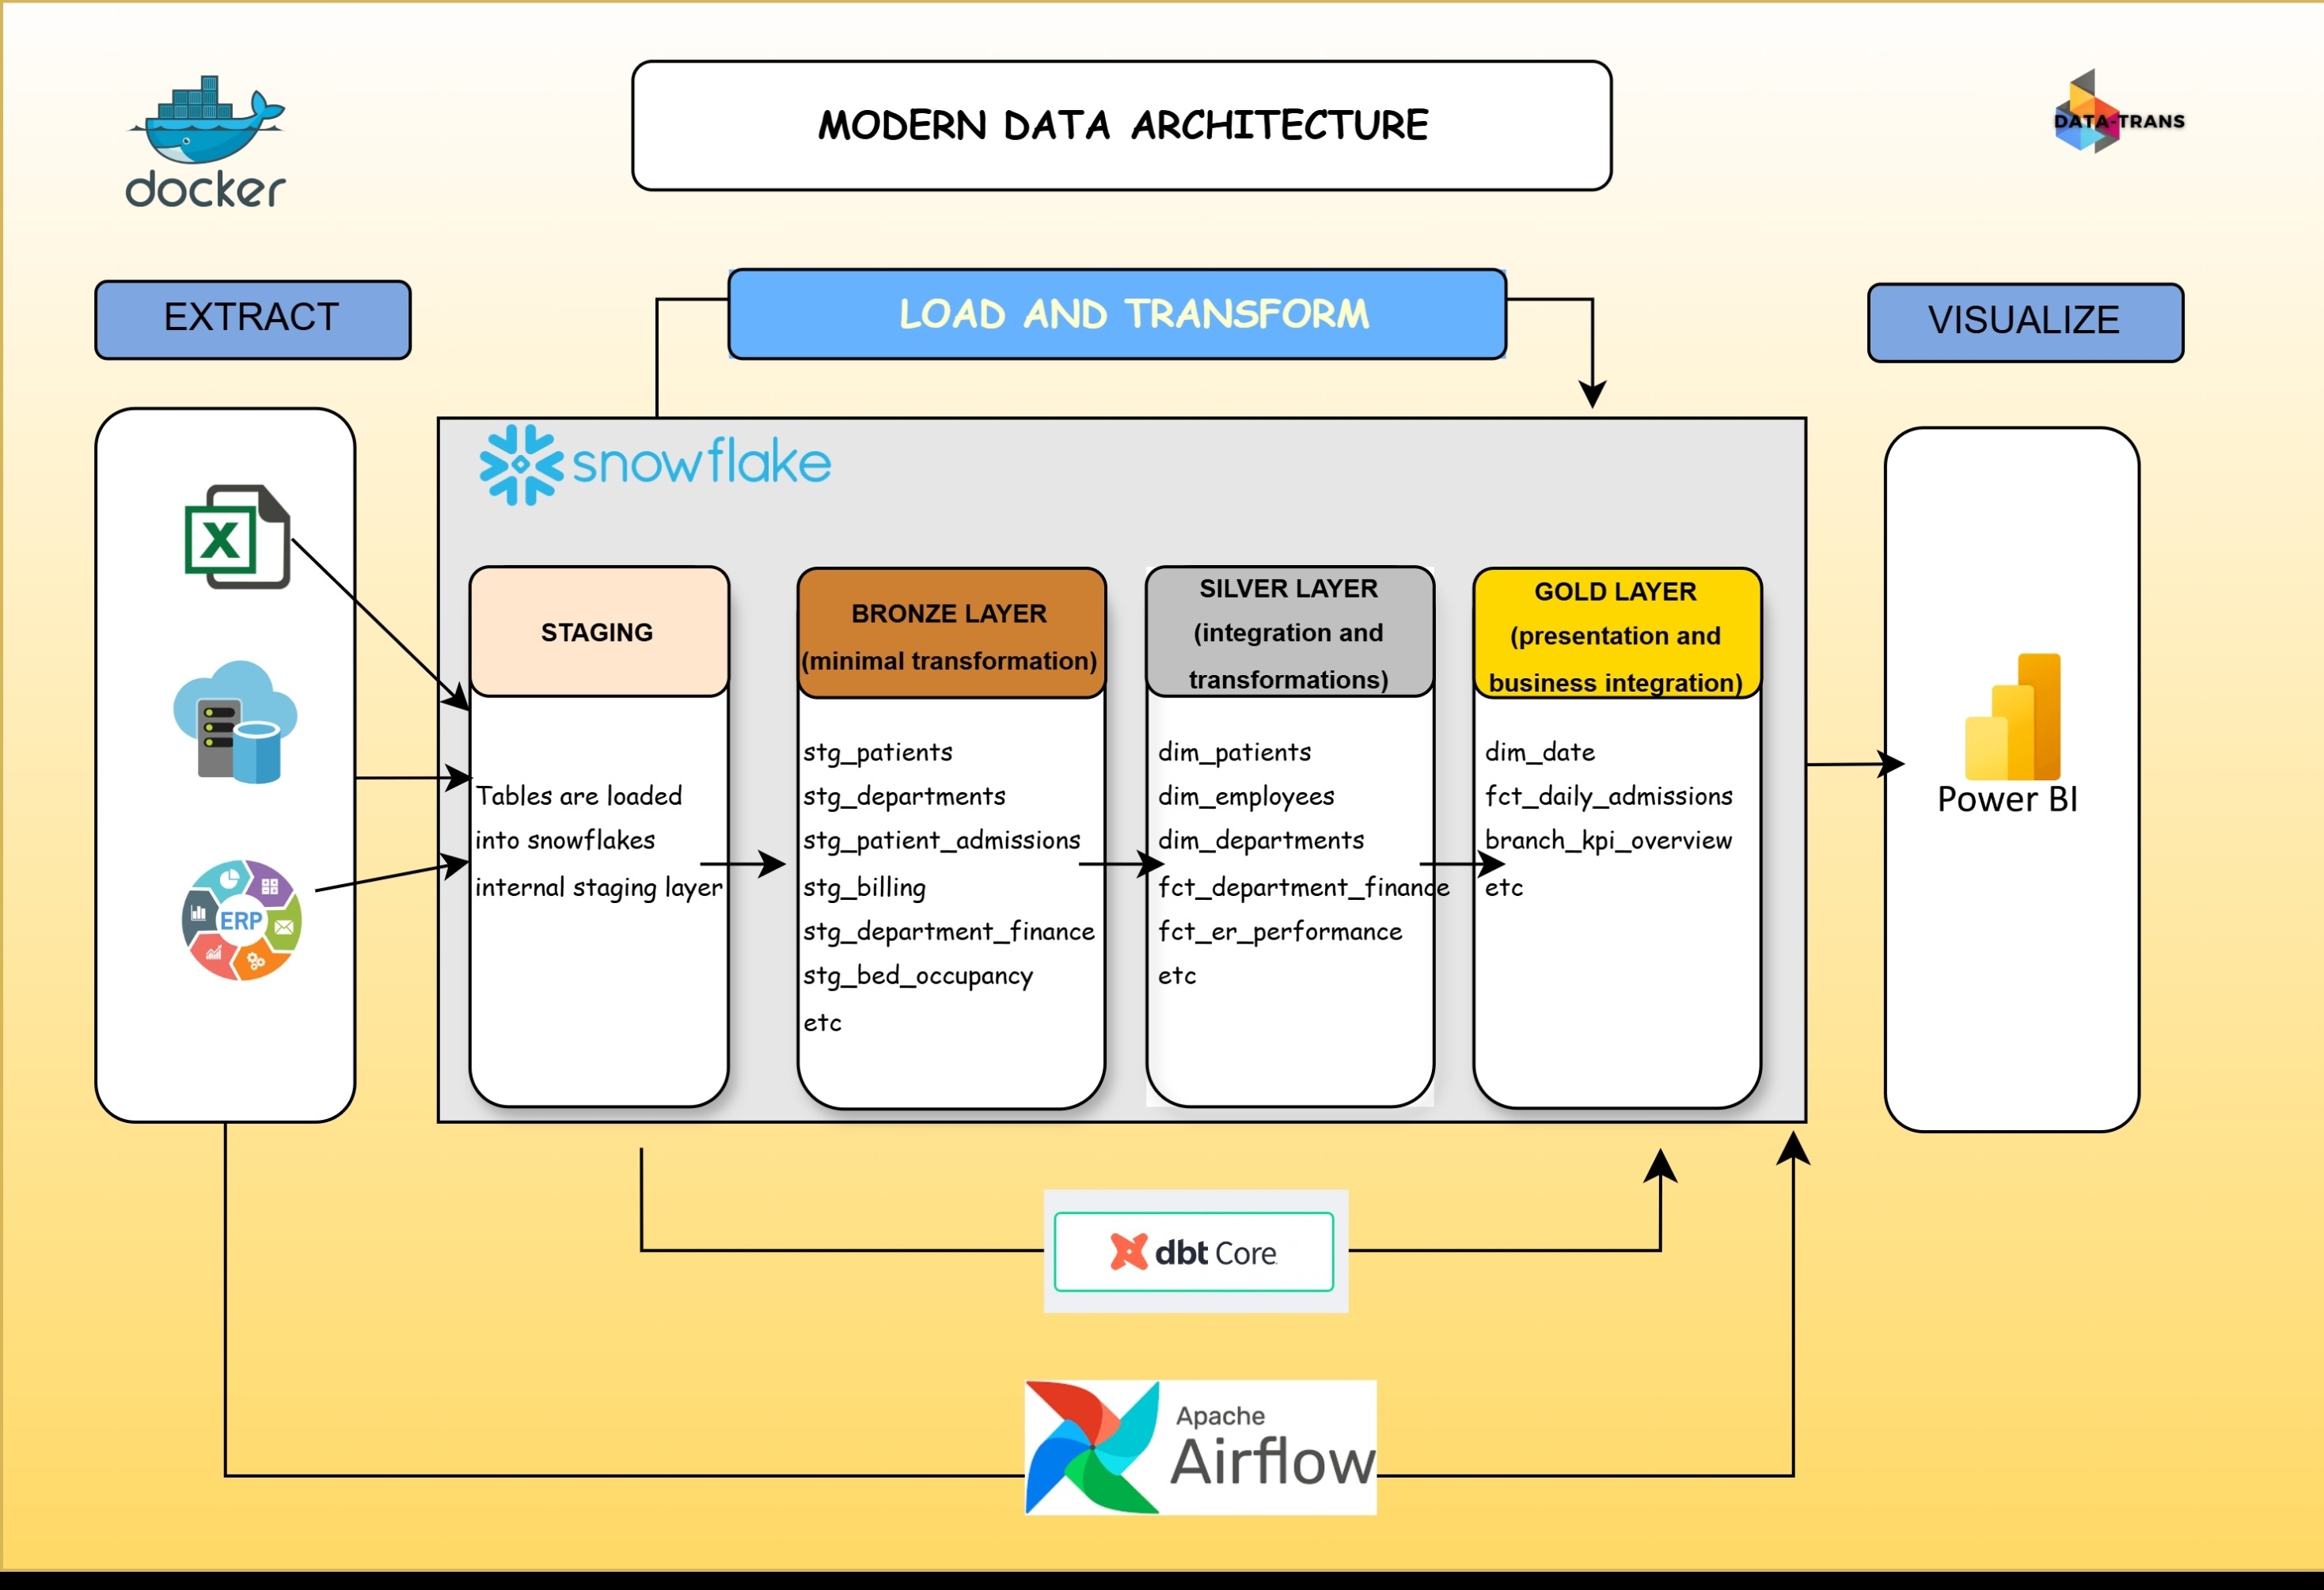 MODERN DATA ARCHITECTURE
docker
DATA-TRANS
EXTRACT
LOAD AND TRANSFORM
VISUALIZE
snowflake
X
ERP
STAGING
Tables are loaded
into snowflakes
internal staging layer
BRONZE LAYER
(minimal transformation)
stg_patients
stg_departments
stg_patient_admissions
stg_billing
stg_department_finance
stg_bed_occupancy
etc
SILVER LAYER
(integration and
transformations)
dim_patients
dim_employees
dim_departments
fct_department_finance
fct_er_performance
etc
GOLD LAYER
(presentation and
business integration)
dim_date
fct_daily_admissions
branch_kpi_overview
etc
Power BI
dbt Core
Apache
Airflow